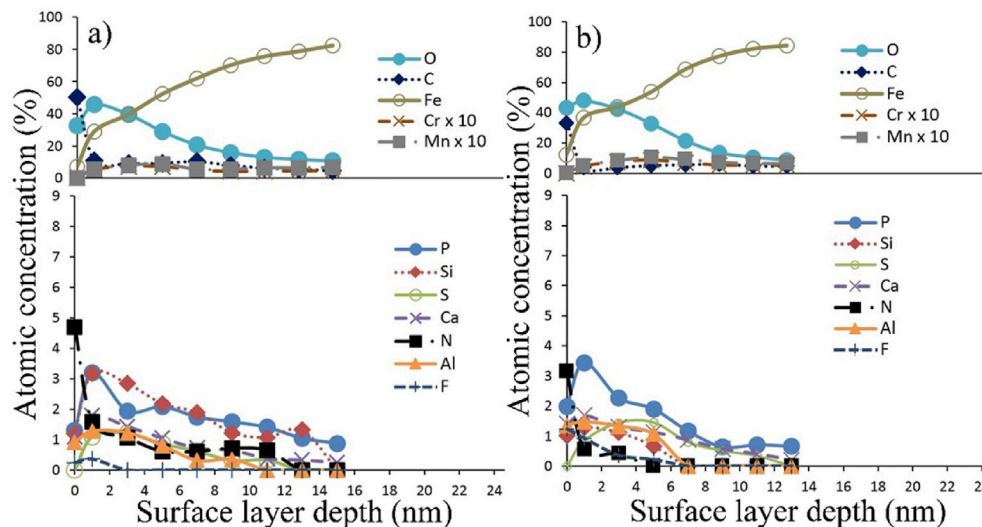 a)
Atomic concentration (%)
100
80
60
40
20
0
O
C
Fe
Cr x 10
Mn x 10
9
8
7
6
5
4
3
2
1
0
P
Si
S
Ca
N
Al
F
0 2 4 6 8 10 12 14 16 18 20 22 24
Surface layer depth (nm)
b)
Atomic concentration (%)
100
80
60
40
20
0
O
C
Fe
Cr x 10
Mn x 10
9
8
7
6
5
4
3
2
1
0
P
Si
S
Ca
N
Al
F
0 2 4 6 8 10 12 14 16 18 20 22 24
Surface layer depth (nm)